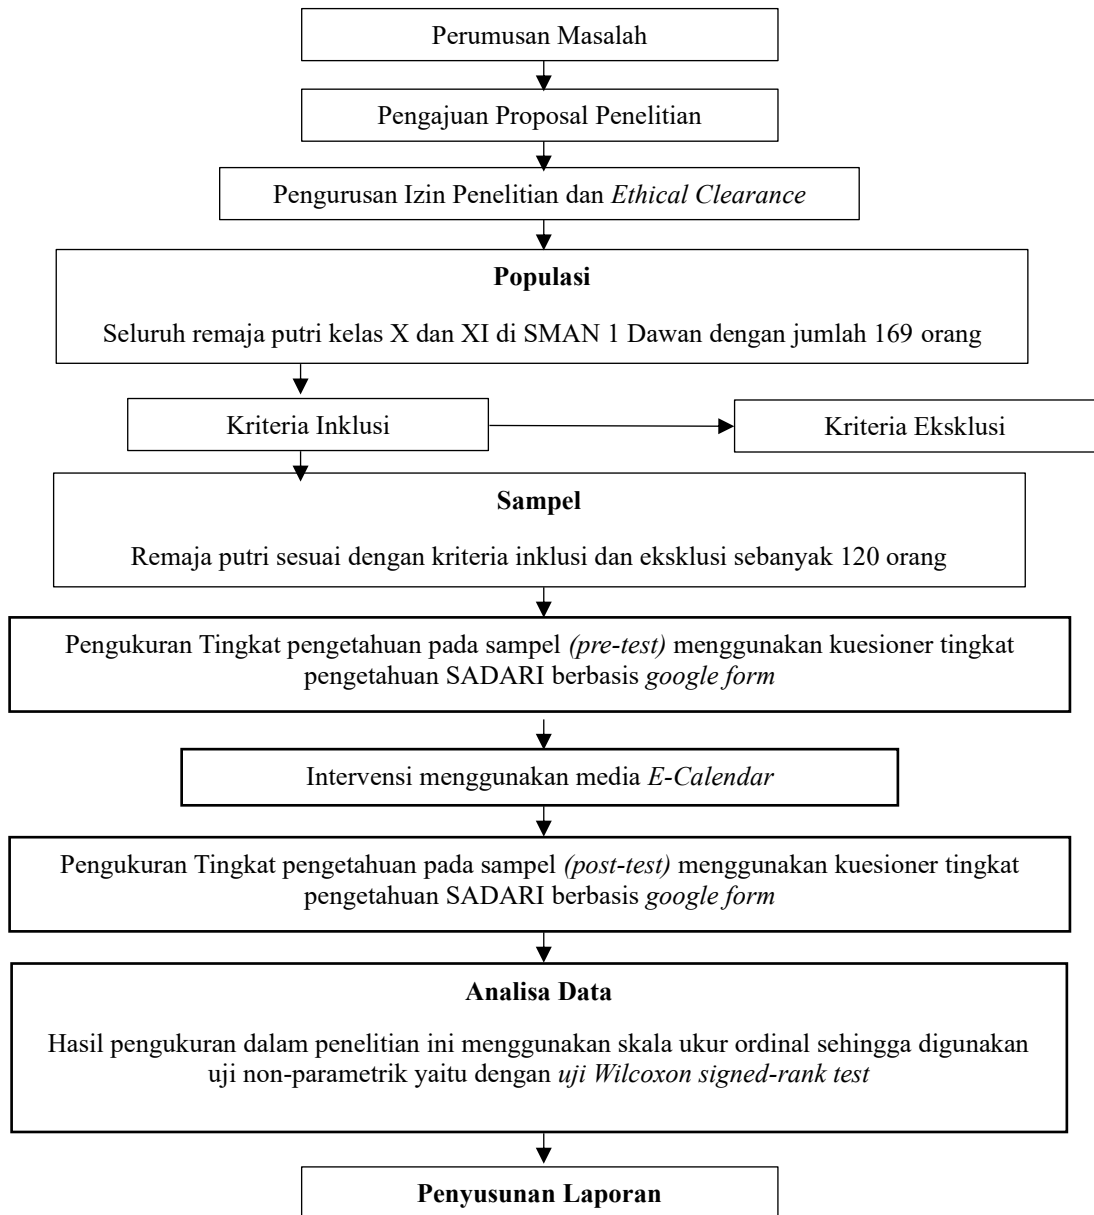 Perumusan Masalah
Pengajuan Proposal Penelitian
Pengurusan Izin Penelitian dan Ethical Clearance
Populasi
Seluruh remaja putri kelas X dan XI di SMAN 1 Dawan dengan jumlah 169 orang
Kriteria Inklusi
Kriteria Eksklusi
Sampel
Remaja putri sesuai dengan kriteria inklusi dan eksklusi sebanyak 120 orang
Pengukuran Tingkat pengetahuan pada sampel (pre-test) menggunakan kuesioner tingkat
pengetahuan SADARI berbasis google form
Intervensi menggunakan media E-Calendar
Pengukuran Tingkat pengetahuan pada sampel (post-test) menggunakan kuesioner tingkat
pengetahuan SADARI berbasis google form
Analisa Data
Hasil pengukuran dalam penelitian ini menggunakan skala ukur ordinal sehingga digunakan
uji non-parametrik yaitu dengan uji Wilcoxon signed-rank test
Penyusunan Laporan